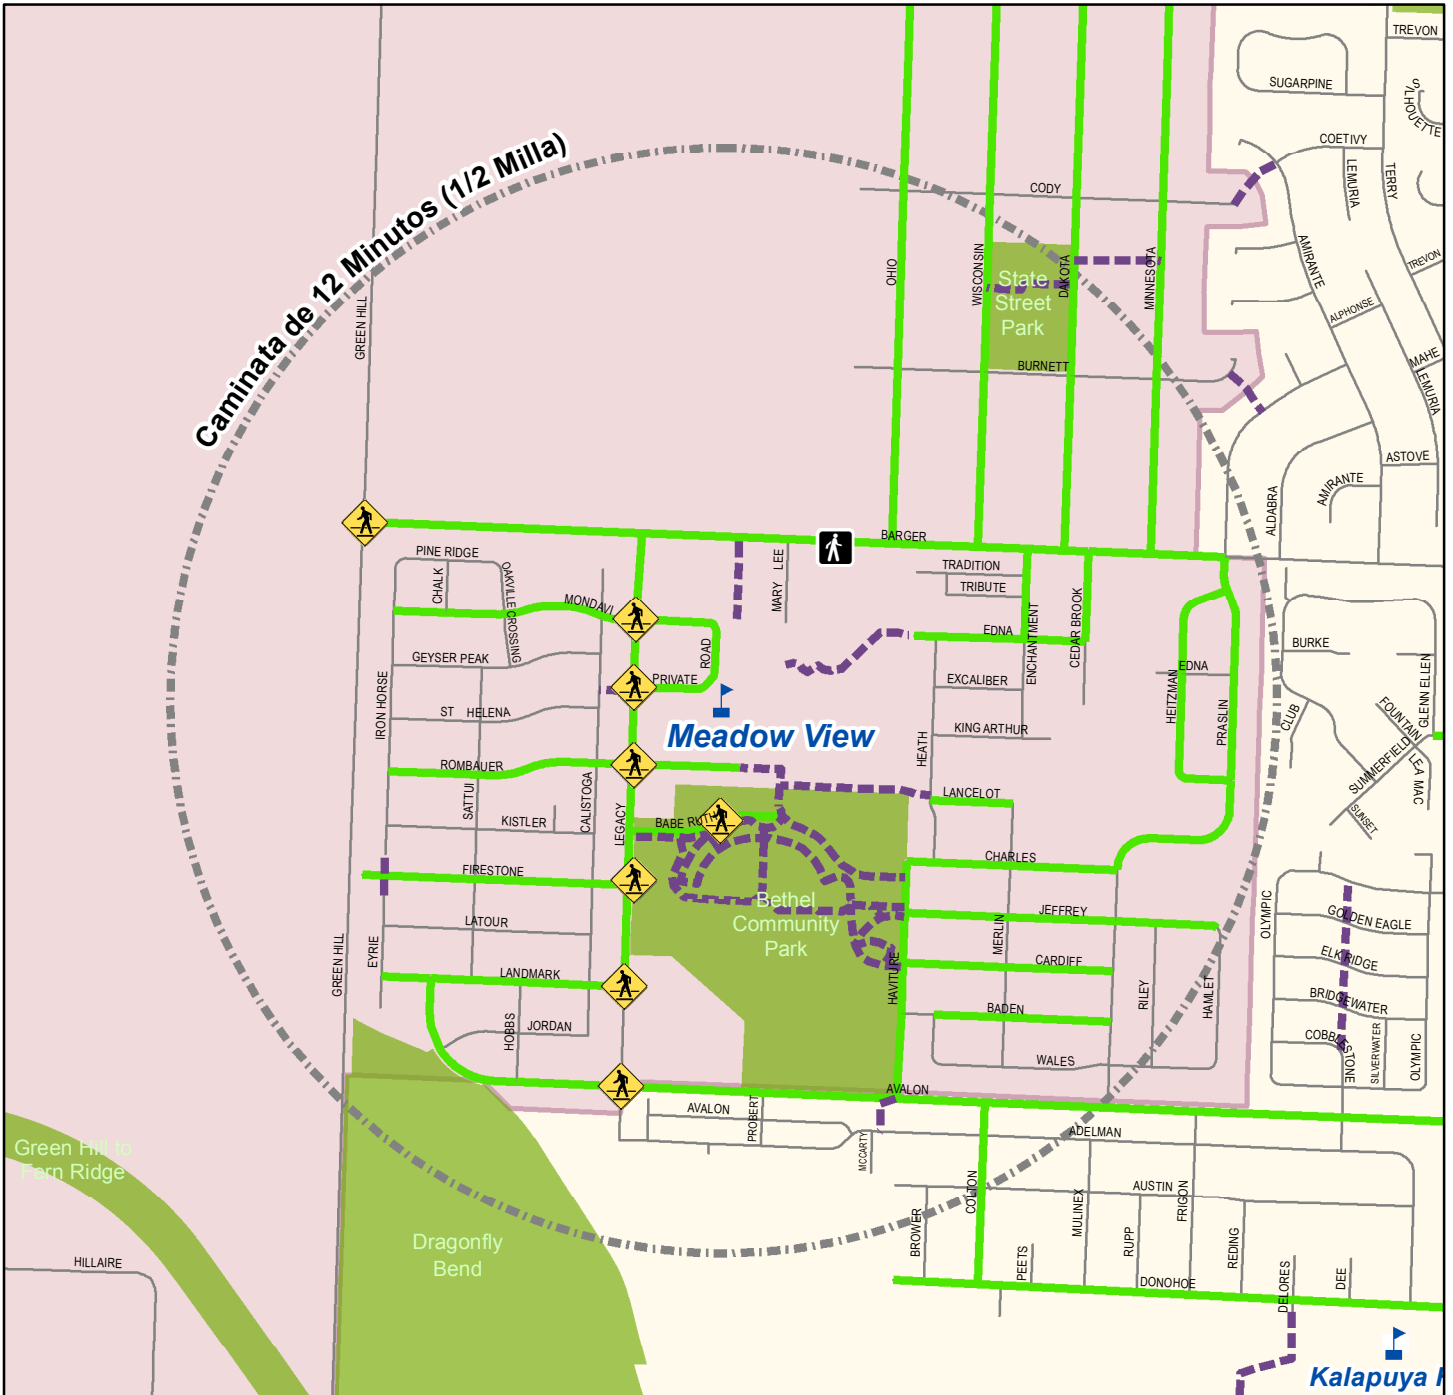 TREVON
SUGARPINE
SILHOUETTE
COETIVY
LEMURIA
TERRY
Caminata de 12 Minutos (1/2 Milla)
CODY
AMIRANTE
TREVON
OHIO
WISCONSIN
State
Street
Park
DAKOTA
MINNESOTA
GREEN HILL
ALPHONSE
MAHE
LEMURIA
BURNETT
ASTOVE
AMIRANTE
ALDABRA
BARGER
PINE RIDGE
CHALK
OAKVILLE CROSSING
MONDAVI
MARY LEE
TRADITION
TRIBUTE
ENCHANTMENT
CEDAR BROOK
EDNA
BURKE
GLENN ELLEN
GEYSER PEAK
ROAD
PRIVATE
EXCALIBER
EDNA
HEITZMAN
PRASLIN
IRON HORSE
ST HELENA
Meadow View
KING ARTHUR
HEATH
CLUB
FOUNTAIN
SUMMERFIELD
LEA MAC
SUNSET
ROMBAUER
SATTUI
CALISTOGA
LEGACY
LANCELOT
KISTLER
BABE RUTH
CHARLES
FIRESTONE
Bethel
Community
Park
LATOUR
JEFFREY
MERLIN
OLYMPIC
GOLDEN EAGLE
GREEN HILL
EYRIE
CARDIFF
ELK RIDGE
LANDMARK
HAVITURE
BADEN
RILEY
HAMLET
BRIDGEWATER
HOBBS
JORDAN
WALES
COBBLESTONE
SILVERWATER
OLYMPIC
AVALON
AVALON
PROBERT
MCCARTY
ADELMAN
Green Hill to
Fern Ridge
COLTON
AUSTIN
MULINEX
FRIGON
BROWER
RUPP
REDING
PEETS
Dragonfly
Bend
HILLAIRE
DONOHOE
DELORES
DEE
Kalapuya